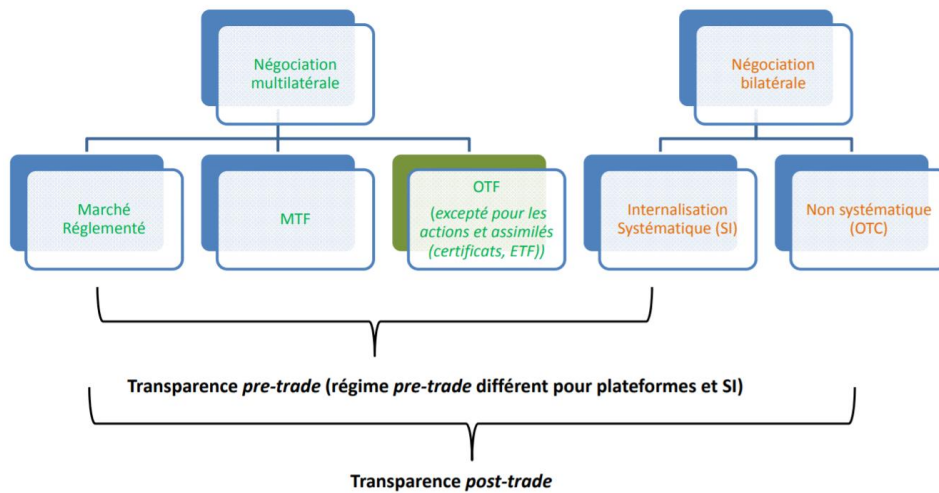 Négociation
multilatérale
Négociation
bilatérale
Marché
Réglementé
MTF
OTF
(excepté pour les
actions et assimilés
(certificats, ETF))
Internalisation
Systématique (SI)
Non systématique
(OTC)
Transparence pre-trade (régime pre-trade différent pour plateformes et SI)
Transparence post-trade